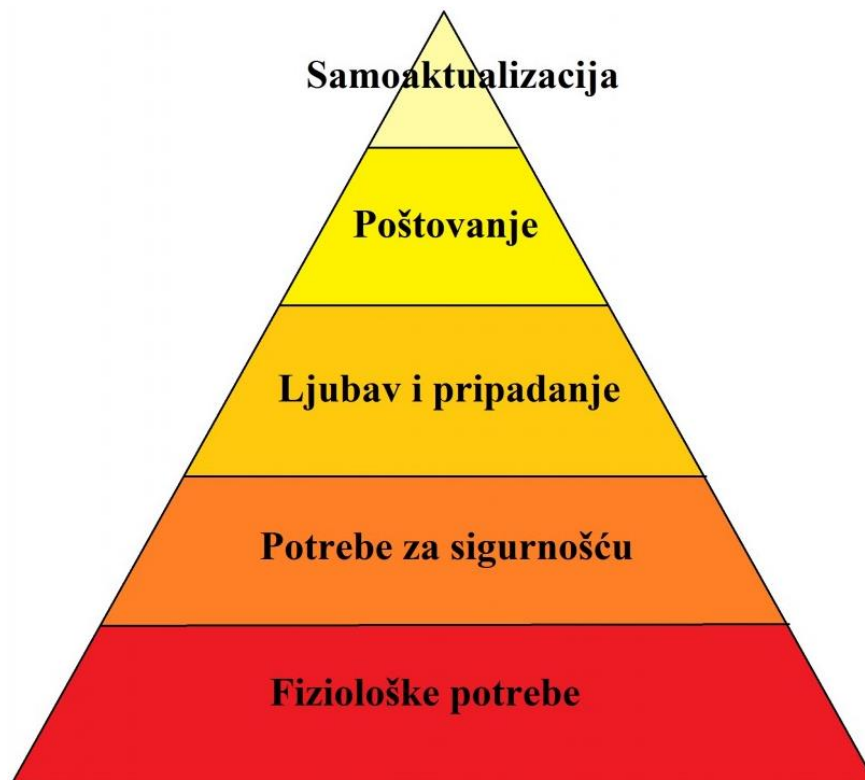 Samoaktualizacija
Poštovanje
Ljubav i pripadanje
Potrebe za sigurnošću
Fiziološke potrebe